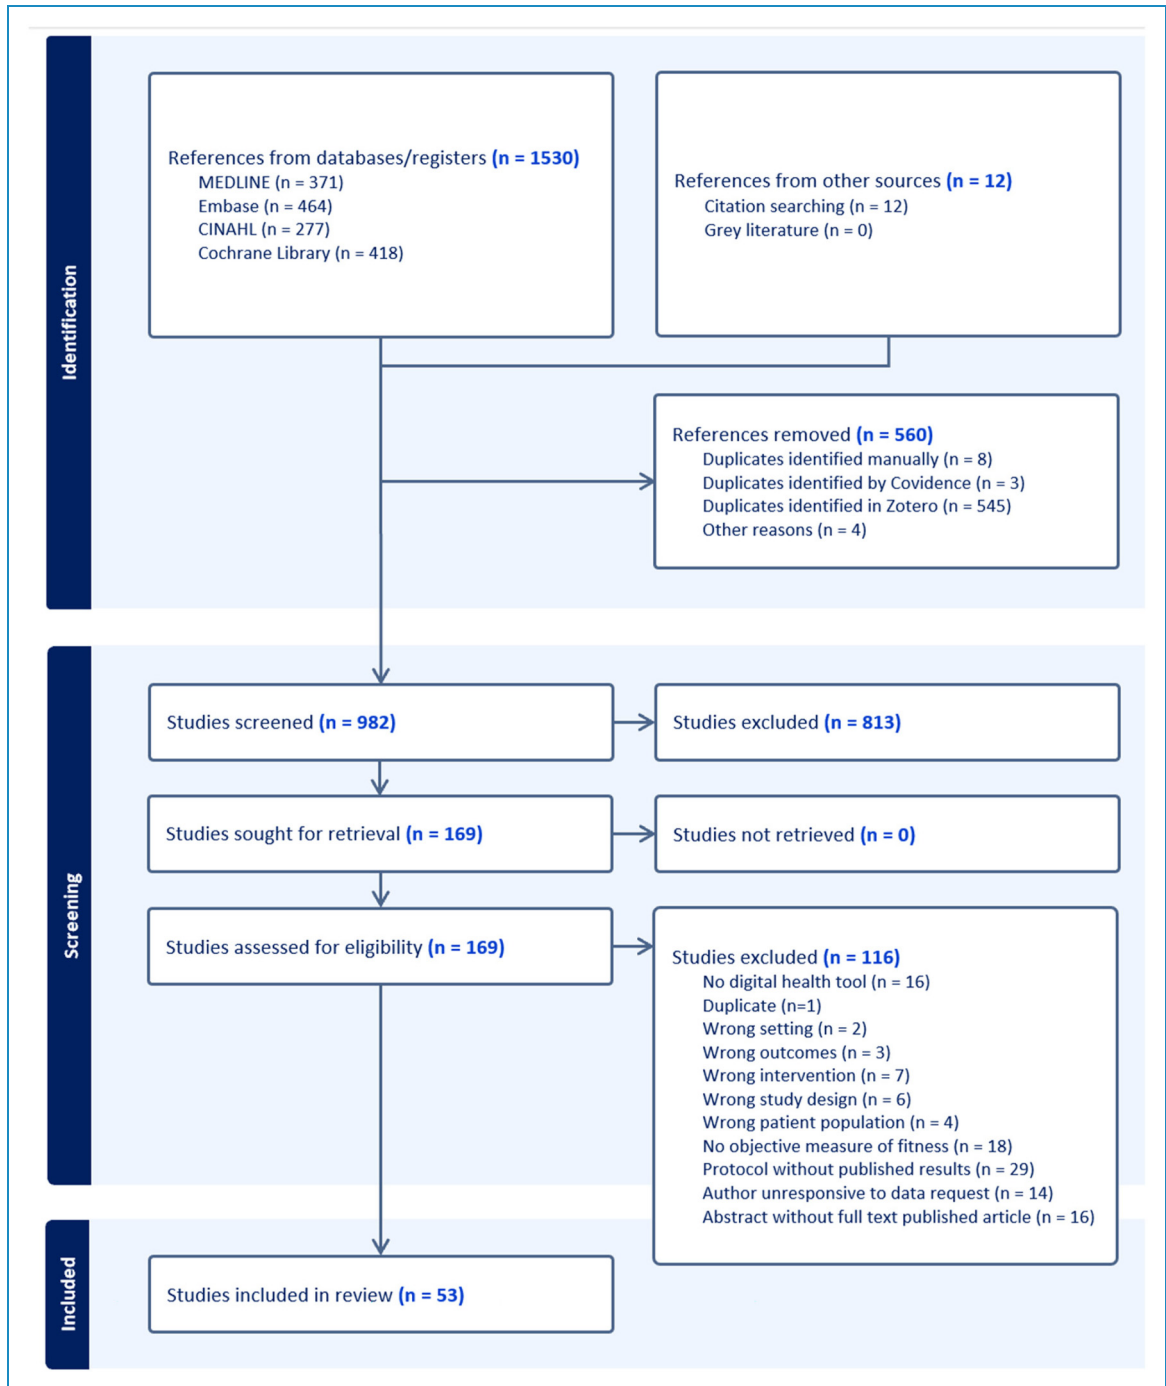 Identification
References from databases/registers (n = 1530)
MEDLINE (n = 371)
Embase (n = 464)
CINAHL (n = 277)
Cochrane Library (n = 418)
References from other sources (n = 12)
Citation searching (n = 12)
Grey literature (n = 0)
References removed (n = 560)
Duplicates identified manually (n = 8)
Duplicates identified by Covidence (n = 3)
Duplicates identified in Zotero (n = 545)
Other reasons (n = 4)
Screening
Studies screened (n = 982)
Studies excluded (n = 813)
Studies sought for retrieval (n = 169)
Studies not retrieved (n = 0)
Studies assessed for eligibility (n = 169)
Studies excluded (n = 116)
No digital health tool (n = 16)
Duplicate (n=1)
Wrong setting (n = 2)
Wrong outcomes (n = 3)
Wrong intervention (n = 7)
Wrong study design (n = 6)
Wrong patient population (n = 4)
No objective measure of fitness (n = 18)
Protocol without published results (n = 29)
Author unresponsive to data request (n = 14)
Abstract without full text published article (n = 16)
Included
Studies included in review (n = 53)